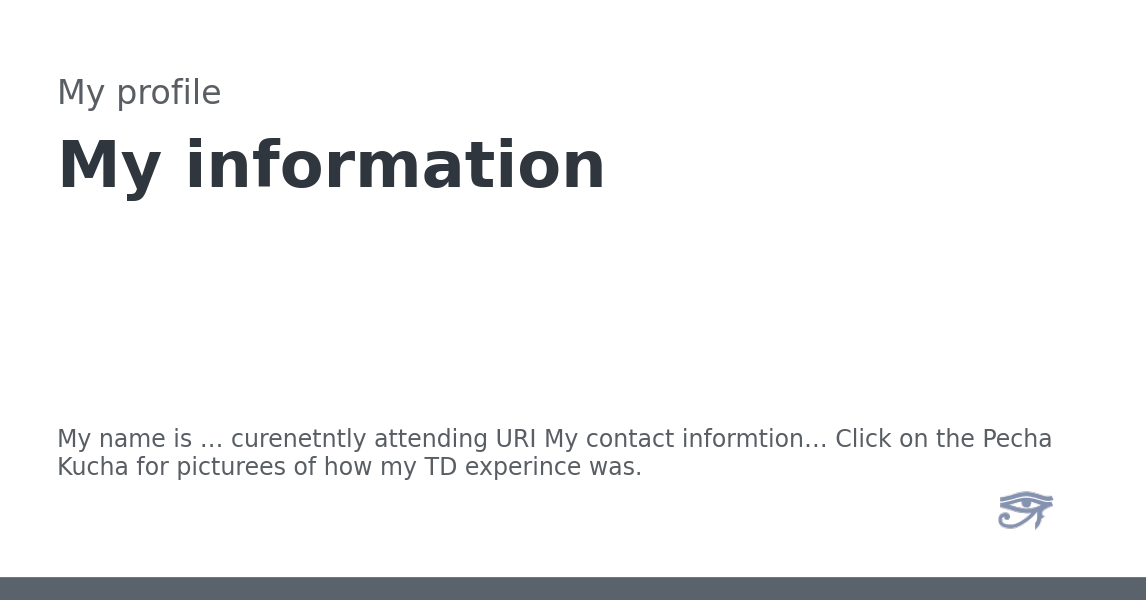 My profile
My information
My name is … curenetntly attending URI My contact informtion… Click on the Pecha
Kucha for picturees of how my TD experince was.